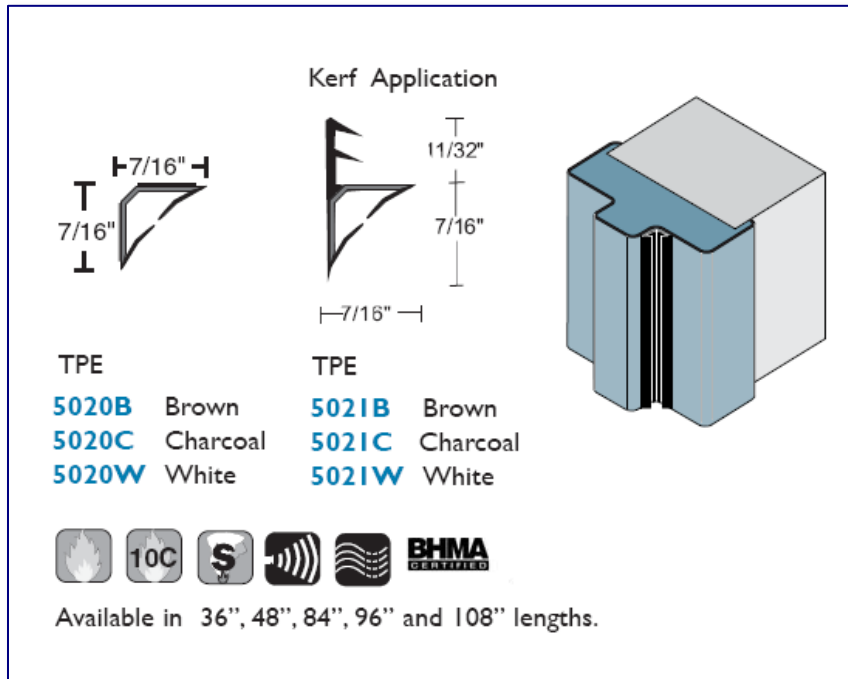 Kerf Application
7/16"
7/16"
11/32"
7/16"
7/16"
TPE
5020B Brown
5020C Charcoal
5020W White
TPE
5021B Brown
5021C Charcoal
5021W White
10C
S
BHMA
CERTIFIED
Available in 36”, 48”, 84”, 96” and 108” lengths.